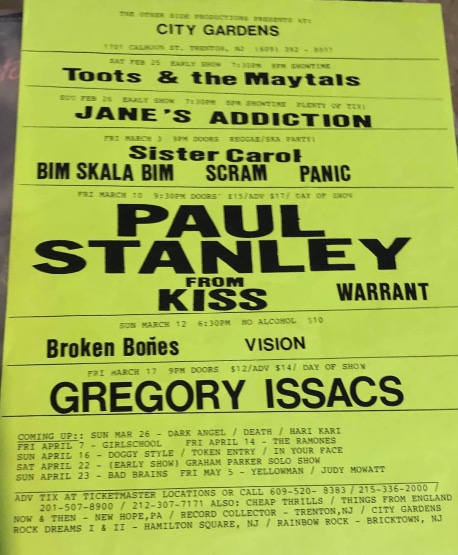 THE OTHER SIDE PRODUCTIONS PRESENTS AT:
CITY GARDENS
1701 CALHOUN ST. TRENTON, NJ (609) 392 - 8887
SAT FEB 25 EARLY SHOW 7:30PM 8PM SHOWTIME
Toots & the Maytals
SUN FEB 26 EARLY SHOW 7:30PM 8PM SHOWTIME PLENTY OF TIX!
JANE'S ADDICTION
FRI MARCH 3 9PM DOORS REGGAE/SKA PARTY!
Sister Carol
BIM SKALA BIM SCRAM PANIC
FRI MARCH 10 9:30PM DOORS $15/ADV $17/ DAY OF SHOW
PAUL
STANLEY
FROM
KISS WARRANT
SUN MARCH 12 6:30PM NO ALCOHOL $10
Broken Boñes VISION
FRI MARCH 17 9PM DOORS $12/ADV $14/ DAY OF SHOW
GREGORY ISSACS
COMING UP:: SUN MAR 26 - DARK ANGEL / DEATH / HARI KARI
FRI APRIL 7 - GIRLSCHOOL FRI APRIL 14 - THE RAMONES
SUN APRIL 16 - DOGGY STYLE / TOKEN ENTRY / IN YOUR FACE
SAT APRIL 22 - (EARLY SHOW) GRAHAM PARKER SOLO SHOW
SUN APRIL 23 - BAD BRAINS FRI MAY 5 - YELLOWMAN / JUDY MOWATT
ADV TIX AT TICKETMASTER LOCATIONS OR CALL 609-520- 8383 / 215-336-2000 /
201-507-8900 / 212-307-7171 ALSO: CHEAP THRILLS / THINGS FROM ENGLAND
NOW & THEN - NEW HOPE,PA / RECORD COLLECTOR - TRENTON,NJ / CITY GARDENS
ROCK DREAMS I & II - HAMILTON SQUARE, NJ / RAINBOW ROCK - BRICKTOWN, NJ